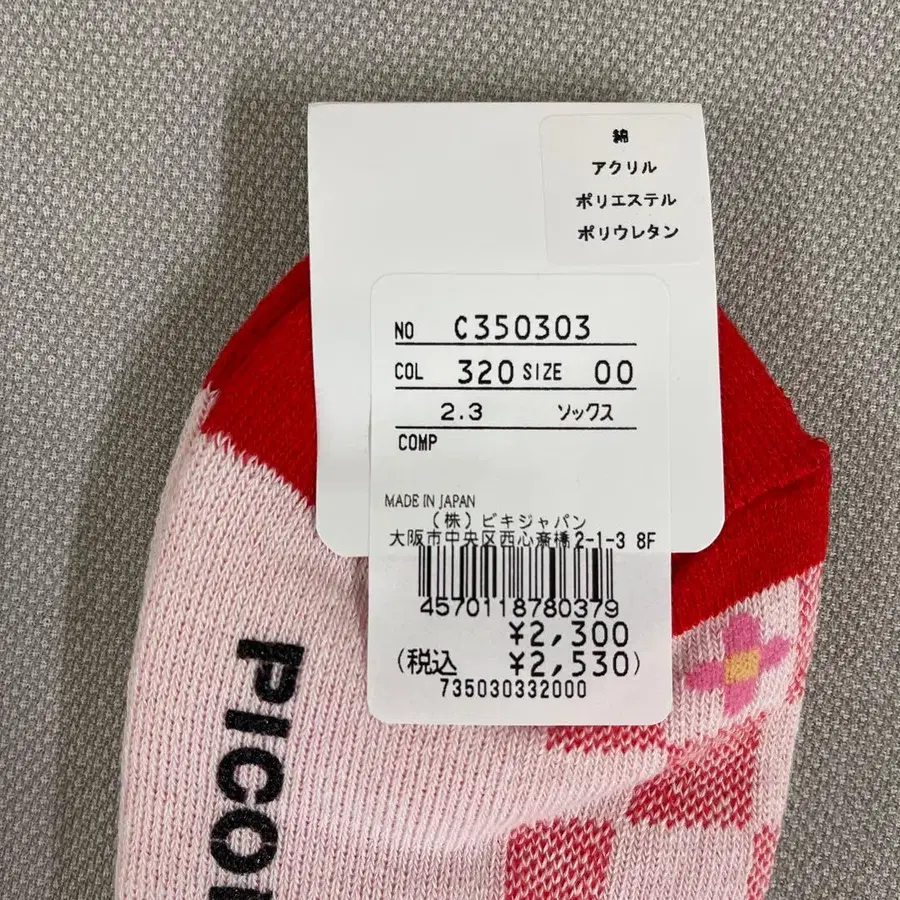 綿
アクリル
ポリエステル
ポリウレタン
NO C350303
COL 320 SIZE 00
2.3 ソックス
COMP
MADE IN JAPAN
(株)ビキジャパン
大阪市中央区西心斎橋2-1-3 8F
4570118780379
¥2,300
(税込 ¥2,530)
735030332000
PICO